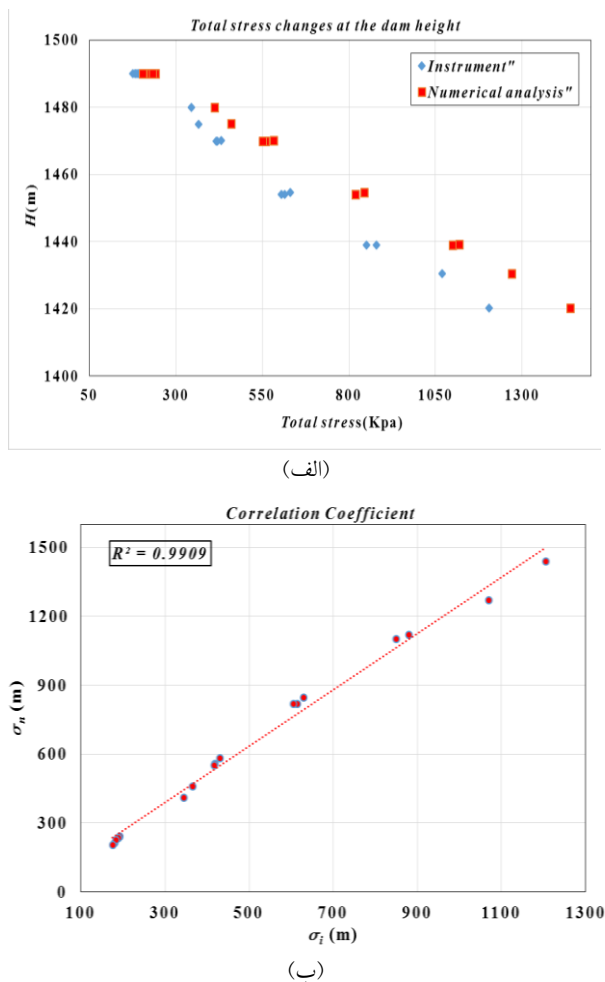 Total stress changes at the dam height
1500
Instrument"
Numerical analysis"
1480
1460
H(m)
1440
1420
1400
50 300 550 800 1050 1300
Total stress(Kpa)
(الف)
Correlation Coefficient
R² = 0.9909
1500
1200
900
σn (m)
600
300
0
100 300 500 700 900 1100 1300
σi (m)
(ب)